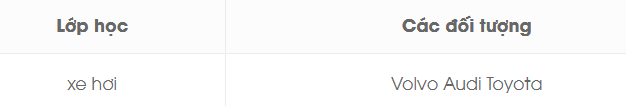 Lớp học Các đối tượng
xe hơi Volvo Audi Toyota